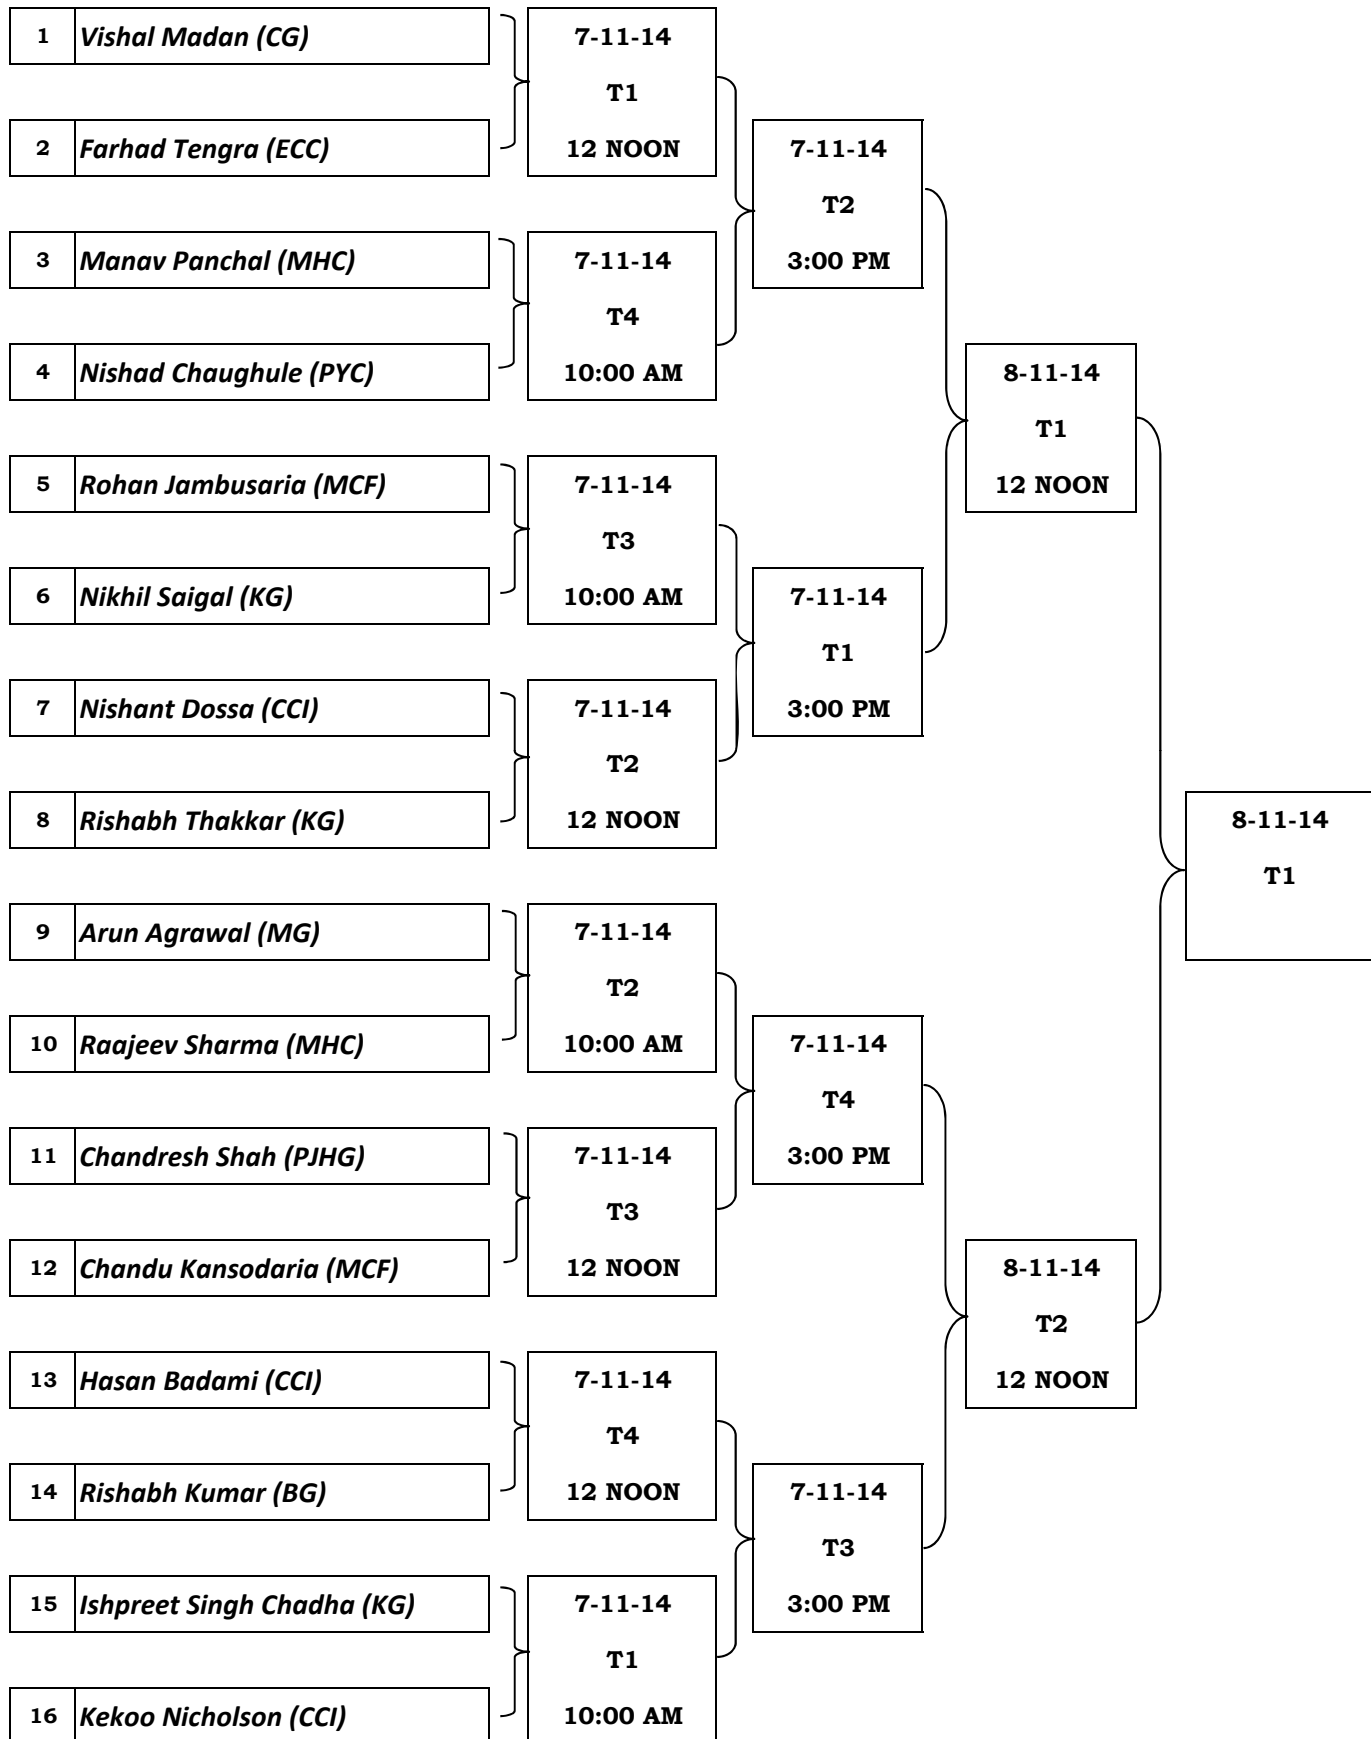 1 Vishal Madan (CG) 7-11-14
T1
2 Farhad Tengra (ECC) 12 NOON 7-11-14
T2
3 Manav Panchal (MHC) 7-11-14 3:00 PM
T4
4 Nishad Chaughule (PYC) 10:00 AM 8-11-14
T1
5 Rohan Jambusaria (MCF) 7-11-14 12 NOON
T3
6 Nikhil Saigal (KG) 10:00 AM 7-11-14
T1
7 Nishant Dossa (CCI) 7-11-14 3:00 PM
T2
8 Rishabh Thakkar (KG) 12 NOON 8-11-14
T1
9 Arun Agrawal (MG) 7-11-14
T2
10 Raajeev Sharma (MHC) 10:00 AM 7-11-14
T4
11 Chandresh Shah (PJHG) 7-11-14 3:00 PM
T3
12 Chandu Kansodaria (MCF) 12 NOON 8-11-14
T2
13 Hasan Badami (CCI) 7-11-14 12 NOON
T4
14 Rishabh Kumar (BG) 12 NOON 7-11-14
T3
15 Ishpreet Singh Chadha (KG) 7-11-14 3:00 PM
T1
16 Kekoo Nicholson (CCI) 10:00 AM